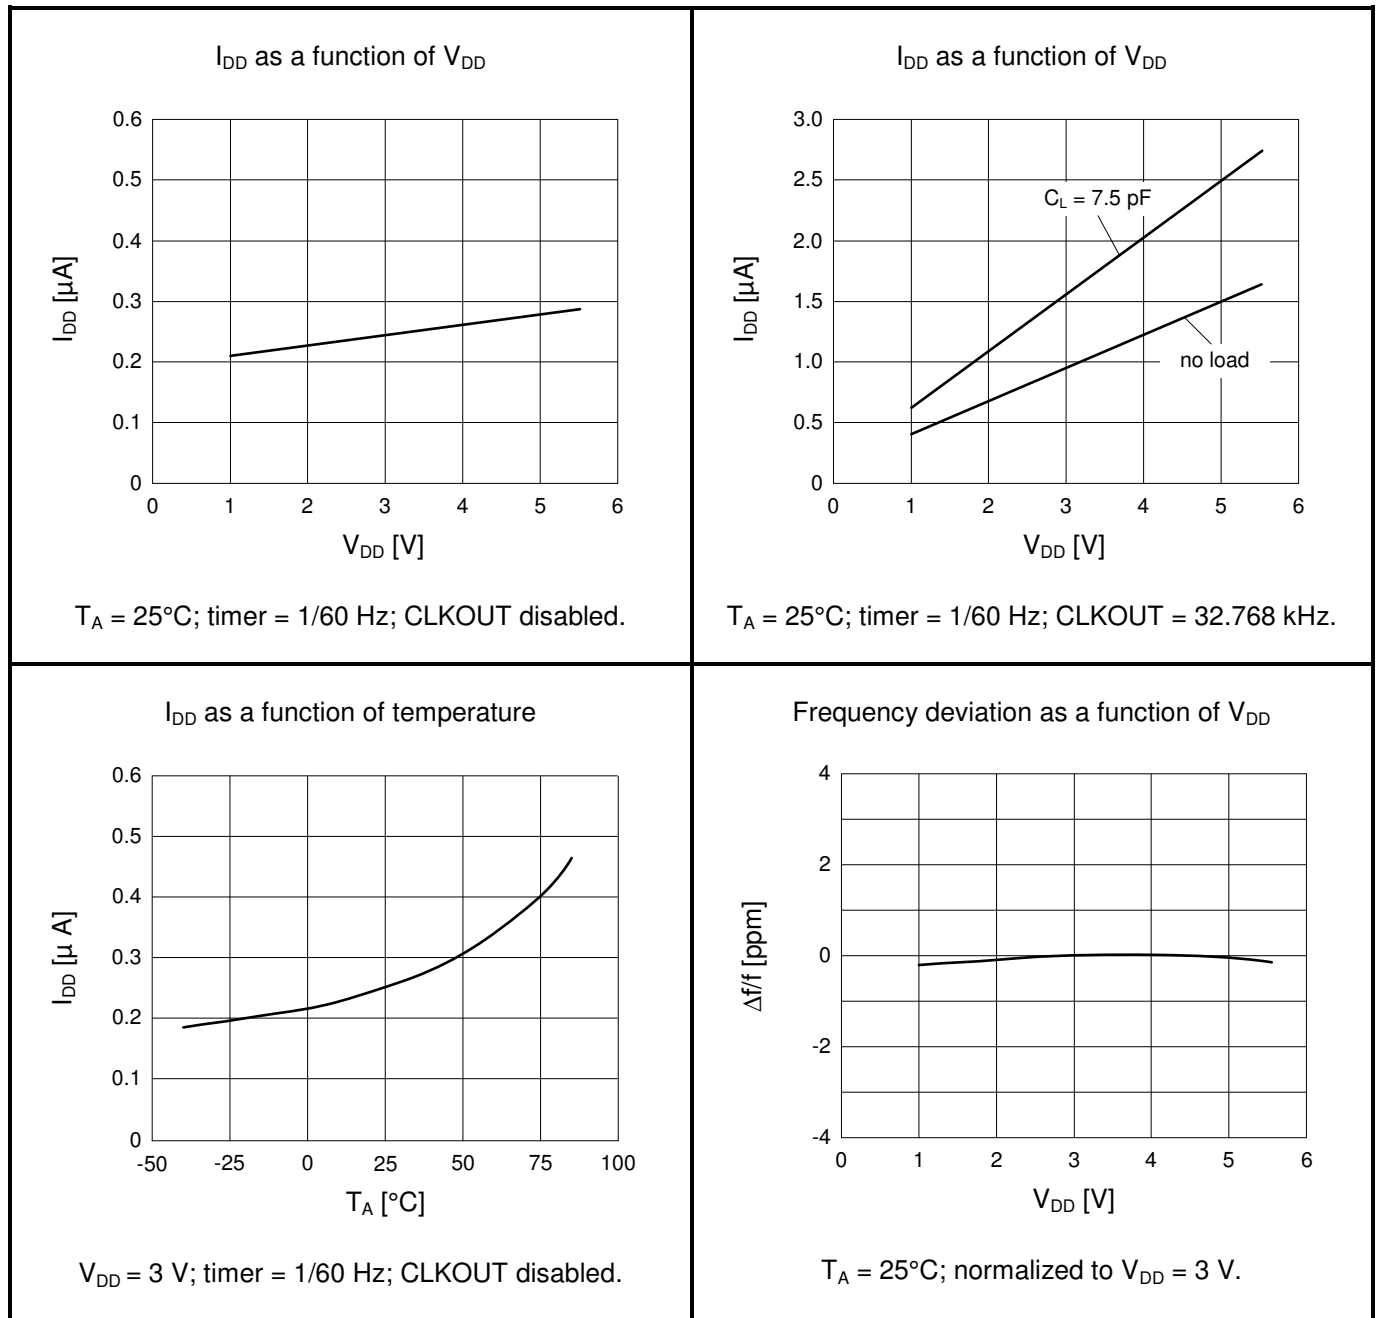 I_DD as a function of V_DD
0.6
0.5
0.4
0.3
0.2
0.1
0
I_DD [µA]
0 1 2 3 4 5 6
V_DD [V]
T_A = 25°C; timer = 1/60 Hz; CLKOUT disabled.
I_DD as a function of V_DD
3.0
2.5
2.0
1.5
1.0
0.5
0
I_DD [µA]
C_L = 7.5 pF
no load
0 1 2 3 4 5 6
V_DD [V]
T_A = 25°C; timer = 1/60 Hz; CLKOUT = 32.768 kHz.
I_DD as a function of temperature
0.6
0.5
0.4
0.3
0.2
0.1
0
I_DD [µ A]
-50 -25 0 25 50 75 100
T_A [°C]
V_DD = 3 V; timer = 1/60 Hz; CLKOUT disabled.
Frequency deviation as a function of V_DD
4
2
0
-2
-4
Δf/f [ppm]
0 1 2 3 4 5 6
V_DD [V]
T_A = 25°C; normalized to V_DD = 3 V.